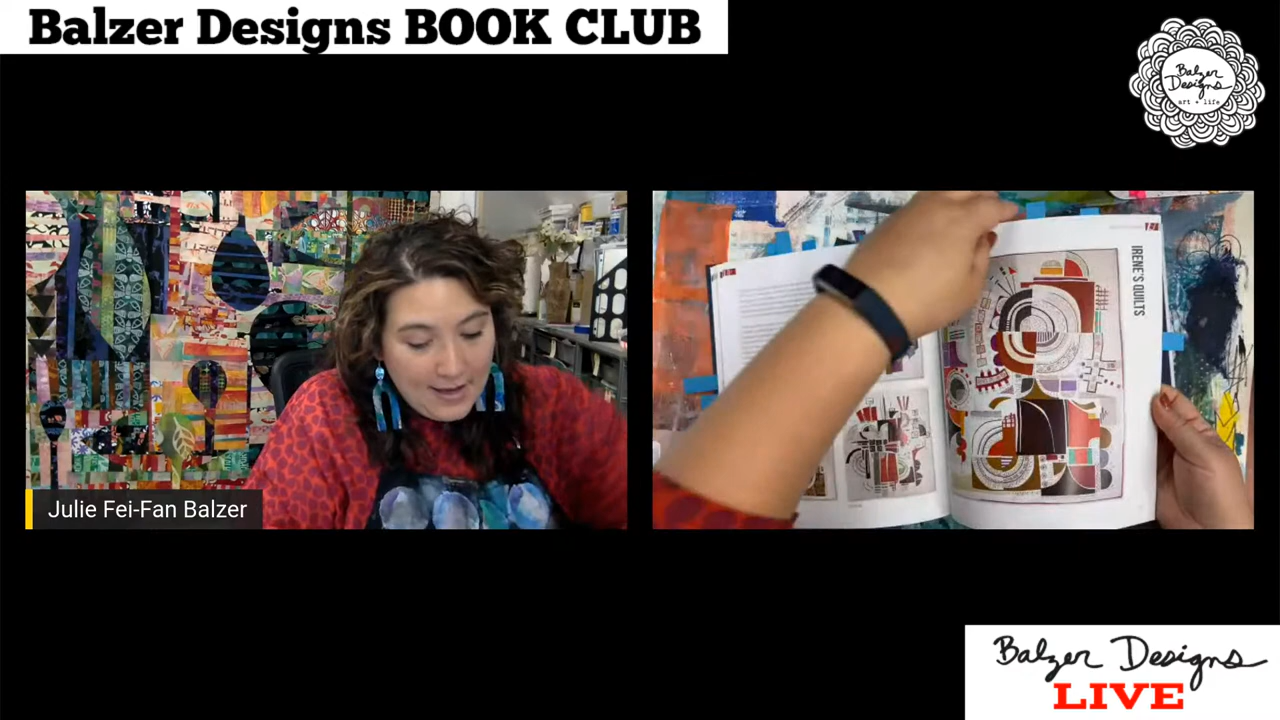 Balzer Designs BOOK CLUB
Balzer
Designs
art + life
IRENE'S QUILTS
Julie Fei-Fan Balzer
Balzer Designs
LIVE